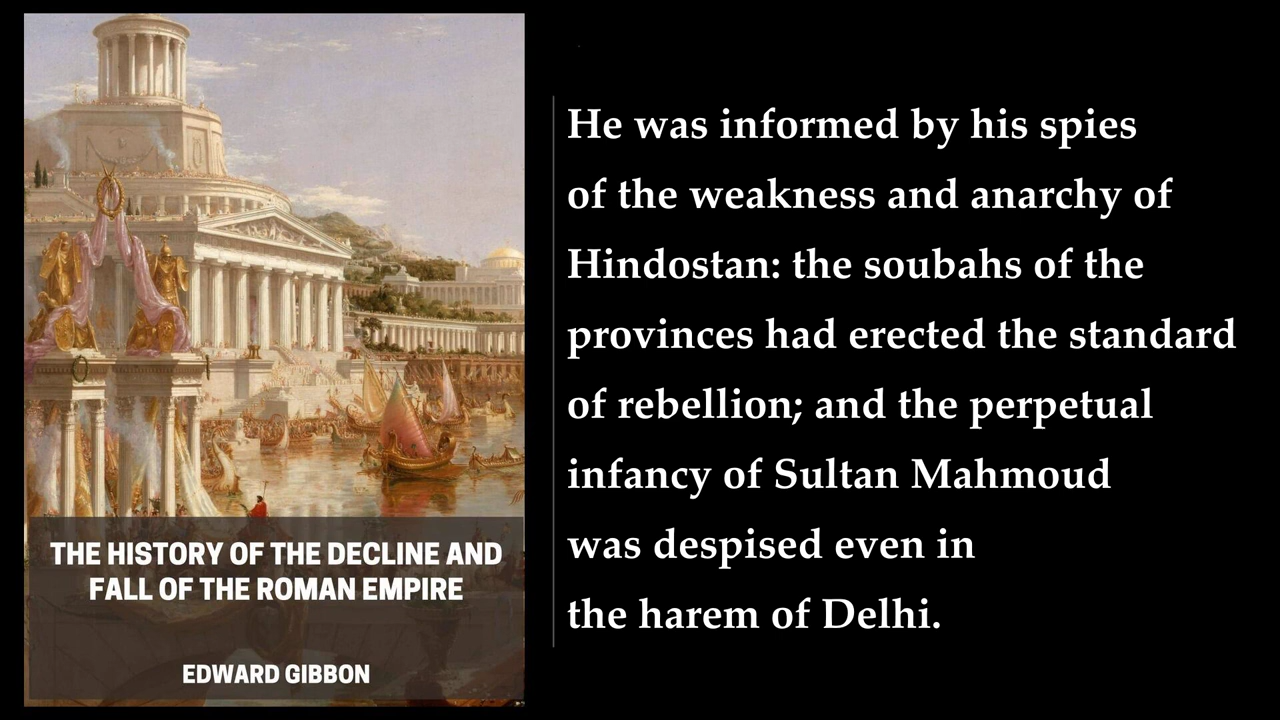 THE HISTORY OF THE DECLINE AND
FALL OF THE ROMAN EMPIRE
EDWARD GIBBON
He was informed by his spies
of the weakness and anarchy of
Hindostan: the soubahs of the
provinces had erected the standard
of rebellion; and the perpetual
infancy of Sultan Mahmoud
was despised even in
the harem of Delhi.